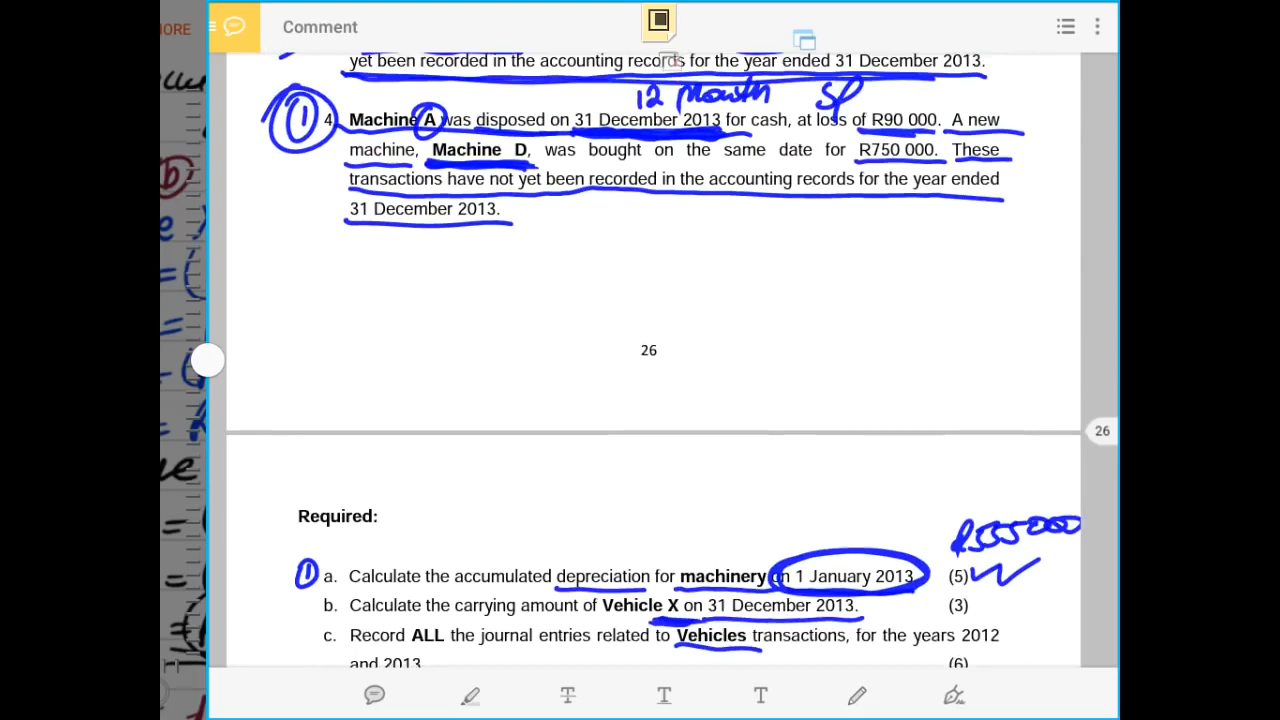 MORE
Comment
yet been recorded in the accounting records for the year ended 31 December 2013.
12 Month SP
① 4. Machine A was disposed on 31 December 2013 for cash, at loss of R90 000. A new
machine, Machine D, was bought on the same date for R750 000. These
transactions have not yet been recorded in the accounting records for the year ended
31 December 2013.
26
26
Required:
R555000
① a. Calculate the accumulated depreciation for machinery on 1 January 2013. (5)
b. Calculate the carrying amount of Vehicle X on 31 December 2013. (3)
c. Record ALL the journal entries related to Vehicles transactions, for the years 2012
and 2013 (6)